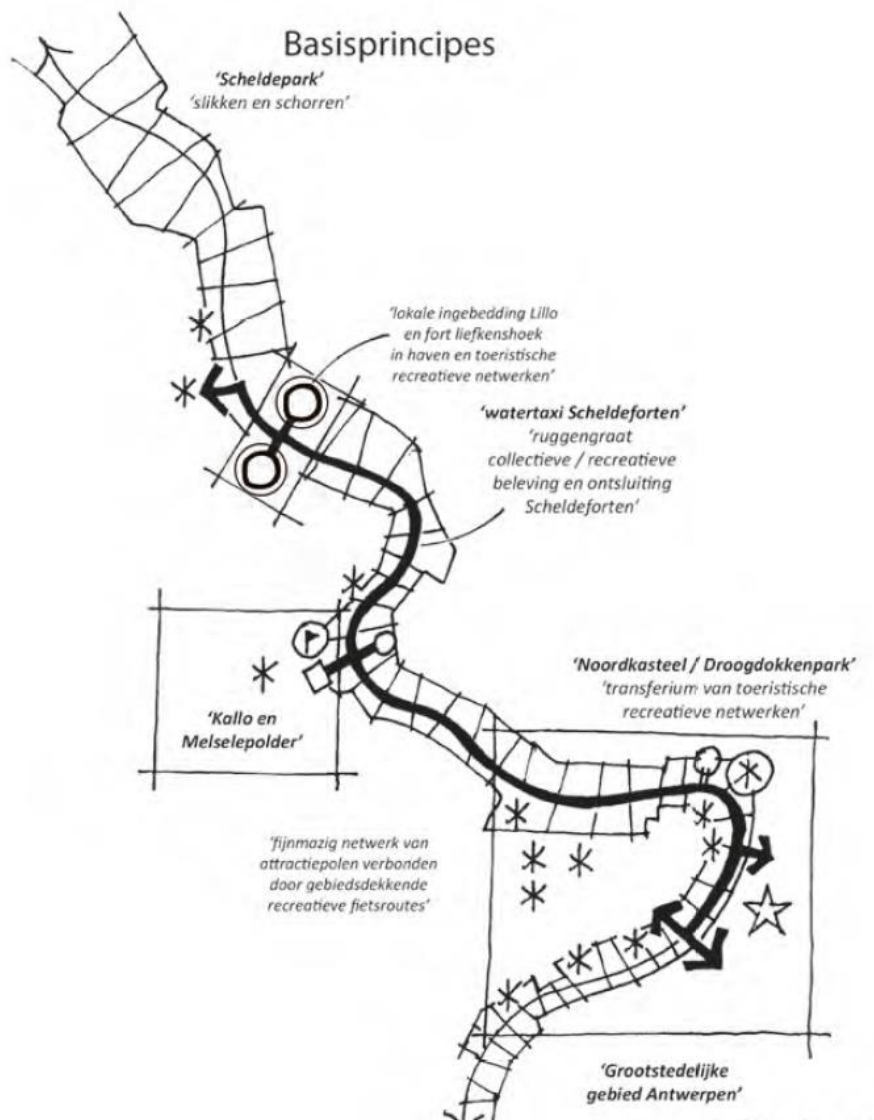 Basisprincipes
'Scheldepark'
'slikken en schorren'
'lokale ingebedding Lillo
en fort liefkenshoek
in haven en toeristische
recreatieve netwerken'
'watertaxi Scheldeforten'
'ruggengraat
collectieve / recreatieve
beleving en ontsluiting
Scheldeforten'
'Noordkasteel / Droogdokkenpark'
'transferium van toeristische
recreatieve netwerken'
'Kallo en
Melselepolder'
'fijnmazig netwerk van
attractiepolen verbonden
door gebiedsdekkende
recreatieve fietsroutes'
'Grootstedelijke
gebied Antwerpen'